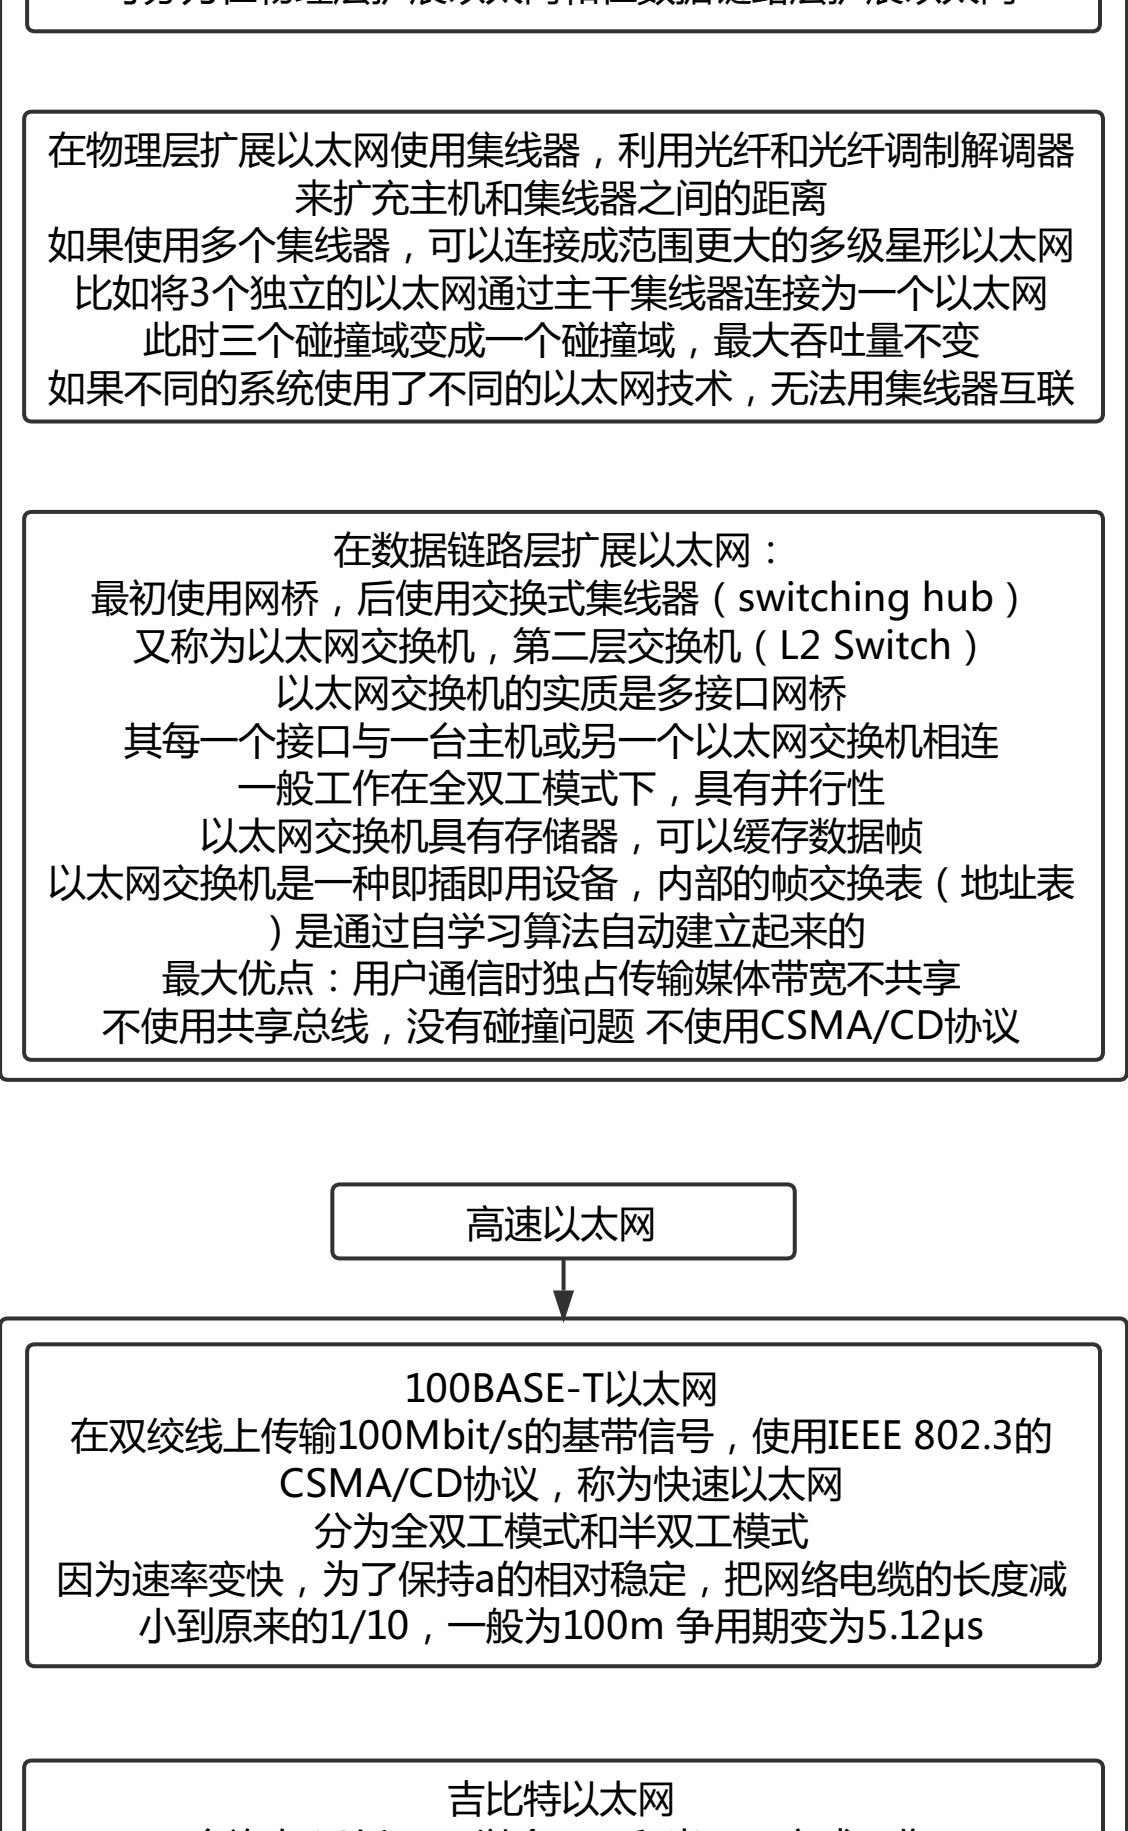 在物理层扩展以太网使用集线器，利用光纤和光纤调制解调器
来扩充主机和集线器之间的距离
如果使用多个集线器，可以连接成范围更大的多级星形以太网
比如将3个独立的以太网通过主干集线器连接为一个以太网
此时三个碰撞域变成一个碰撞域，最大吞吐量不变
如果不同的系统使用了不同的以太网技术，无法用集线器互联
在数据链路层扩展以太网：
最初使用网桥，后使用交换式集线器（switching hub）
又称为以太网交换机，第二层交换机（L2 Switch）
以太网交换机的实质是多接口网桥
其每一个接口与一台主机或另一个以太网交换机相连
一般工作在全双工模式下，具有并行性
以太网交换机具有存储器，可以缓存数据帧
以太网交换机是一种即插即用设备，内部的帧交换表（地址表
）是通过自学习算法自动建立起来的
最大优点：用户通信时独占传输媒体带宽不共享
不使用共享总线，没有碰撞问题 不使用CSMA/CD协议
高速以太网
100BASE-T以太网
在双绞线上传输100Mbit/s的基带信号，使用IEEE 802.3的
CSMA/CD协议，称为快速以太网
分为全双工模式和半双工模式
因为速率变快，为了保持a的相对稳定，把网络电缆的长度减
小到原来的1/10，一般为100m 争用期变为5.12μs
吉比特以太网